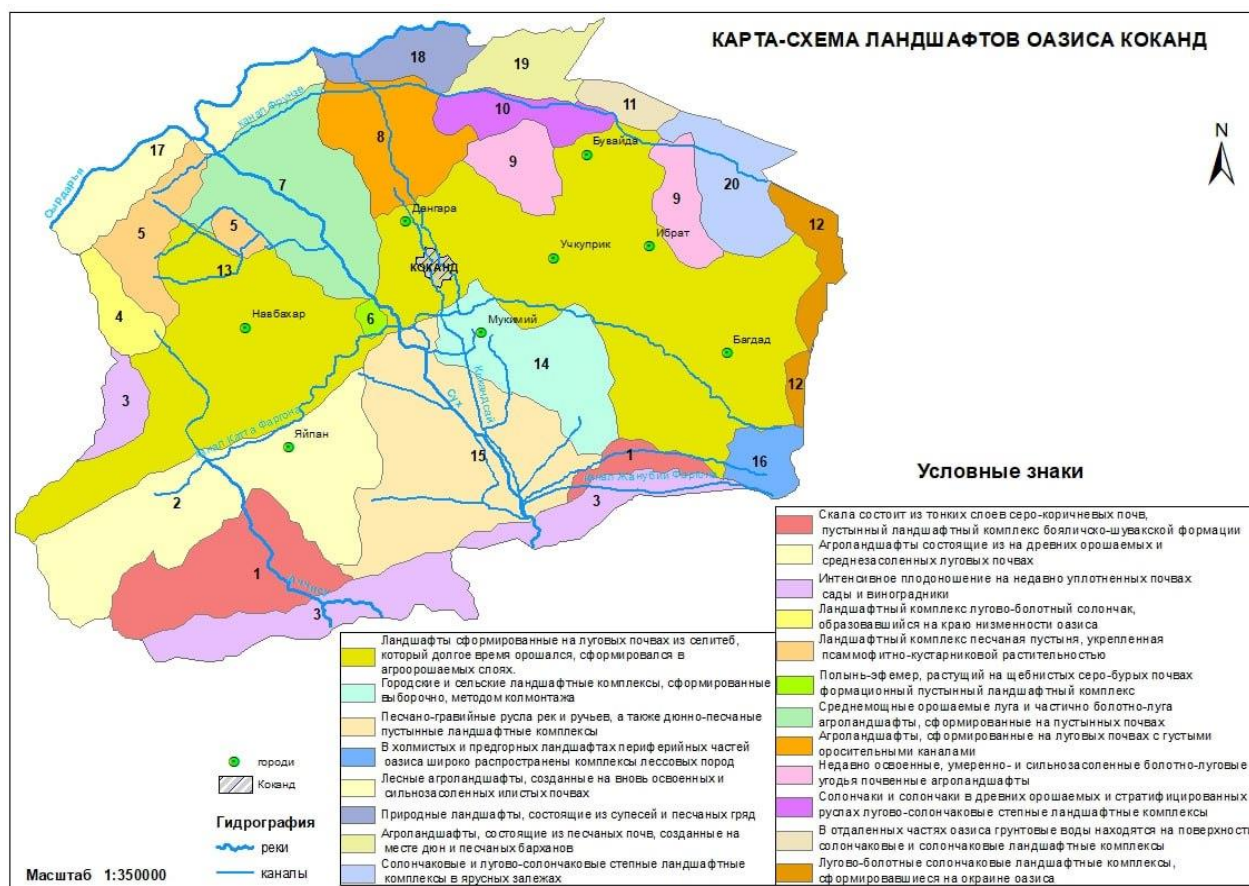 КАРТА-СХЕМА ЛАНДШАФТОВ ОАЗИСА КОКАНД
N
18
19
11
10
17
канал Фрунзе
8
Бувайда
9
7
9
20
Сырдарья
5
5
Дангара
12
Ибрат
Учкуприк
13
КОКАНД
4
Навбахар
6
Мукимий
Багдад
14
12
3
Сух
Кокандсай
канал Катта Фаргона
Яйпан
15
1
16
канал Жанубий Фаргона
3
2
1
3
Условные знаки
Скала состоит из тонких слоев серо-коричневых почв,
пустынный ландшафтный комплекс бояличско-шувакской формации
Агроландшафты состоящие из на древних орошаемых и
среднезасоленных луговых почвах
Интенсивное плодоношение на недавно уплотненных почвах
сады и виноградники
Ландшафтный комплекс лугово-болотный солончак,
образовавшийся на краю низменности оазиса
Ландшафтный комплекс песчаная пустыня, укрепленная
псаммофитно-кустарниковой растительностью
Полынь-эфемер, растущий на щебнистых серо-бурых почвах
формационный пустынный ландшафтный комплекс
Среднемощные орошаемые луга и частично болотно-луга
агроландшафты, сформированные на пустынных почвах
Агроландшафты, сформированные на луговых почвах с густыми
оросительными каналами
Недавно освоенные, умеренно- и сильнозасоленные болотно-луговые
угодья почвенные агроландшафты
Солончаки и солончаки в древних орошаемых и стратифицированных
руслах лугово-солончаковые степные ландшафтные комплексы
В отдаленных частях оазиса грунтовые воды находятся на поверхности
солончаковые и солончаковые ландшафтные комплексы
Лугово-болотные солончаковые ландшафтные комплексы,
сформировавшиеся на окраине оазиса
Ландшафты сформированные на луговых почвах из селитеб,
который долгое время орошался, сформировался в
агроорошаемых слоях.
Городские и сельские ландшафтные комплексы, сформированные
выборочно, методом колмонтажа
Песчано-гравийные русла рек и ручьев, а также дюнно-песчаные
пустынные ландшафтные комплексы
В холмистых и предгорных ландшафтах периферийных частей
оазиса широко распространены комплексы лессовых пород
Лесные агроландшафты, созданные на вновь освоенных и
сильнозасоленных илистых почвах
Природные ландшафты, состоящие из супесей и песчаных гряд
Агроландшафты, состоящие из песчаных почв, созданные на
месте дюн и песчаных барханов
Солончаковые и лугово-солончаковые степные ландшафтные
комплексы в ярусных залежах
городи
Коканд
Гидрография
реки
каналы
Масштаб 1:350000